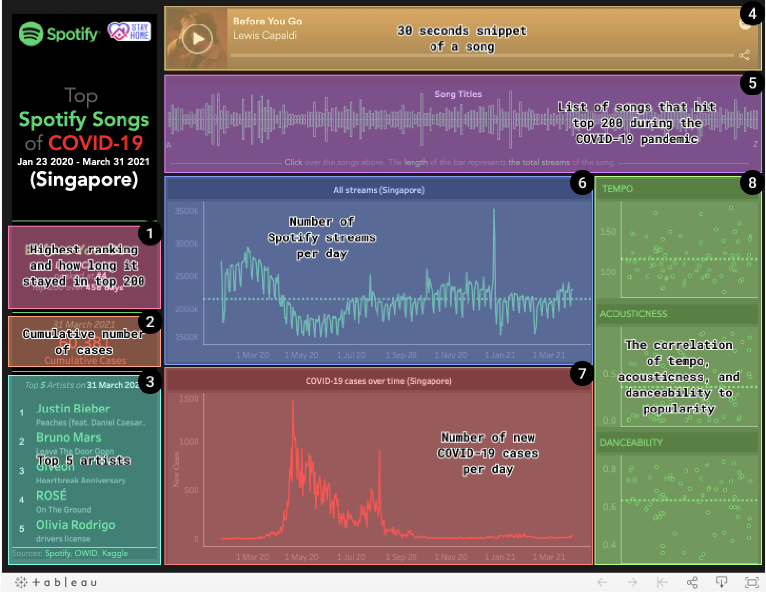 Spotify
STAY HOME
Top
Spotify Songs
of COVID-19
Jan 23 2020 - March 31 2021
(Singapore)
1
Highest ranking
and how long it
stayed in top 200
2
31 March 2021
Cumulative number
of cases
Cumulative Cases
3
Top 5 Artists on 31 March
1 Justin Bieber
Peaches (feat. Daniel Caesar..
2 Bruno Mars
Leave The Door Open
Top 5 artists
3 Giveon
Heartbreak Anniversary
4 ROSÉ
On The Ground
5 Olivia Rodrigo
drivers license
Sources: Spotify, OWID, Kaggle
4
Before You Go
Lewis Capaldi
30 seconds snippet
of a song
5
Song Titles
List of songs that hit
top 200 during the
COVID-19 pandemic
A Z
Click over the songs above. The length of the bar represents the total streams of the song.
6
All streams (Singapore)
Number of
Spotify streams
per day
3500K
3000K
2500K
2000K
1500K
1 Mar 20 1 May 20 1 Jul 20 1 Sep 20 1 Nov 20 1 Jan 21 1 Mar 21
7
COVID-19 cases over time (Singapore)
Number of new
COVID-19 cases
per day
New Cases
1500
1000
500
0
1 Mar 20 1 May 20 1 Jul 20 1 Sep 20 1 Nov 20 1 Jan 21 1 Mar 21
8
TEMPO
150
100
ACOUSTICNESS
The correlation
of tempo,
acousticness, and
danceability to
popularity
0.5
0.0
DANCEABILITY
0.8
0.6
0.4
+ableau